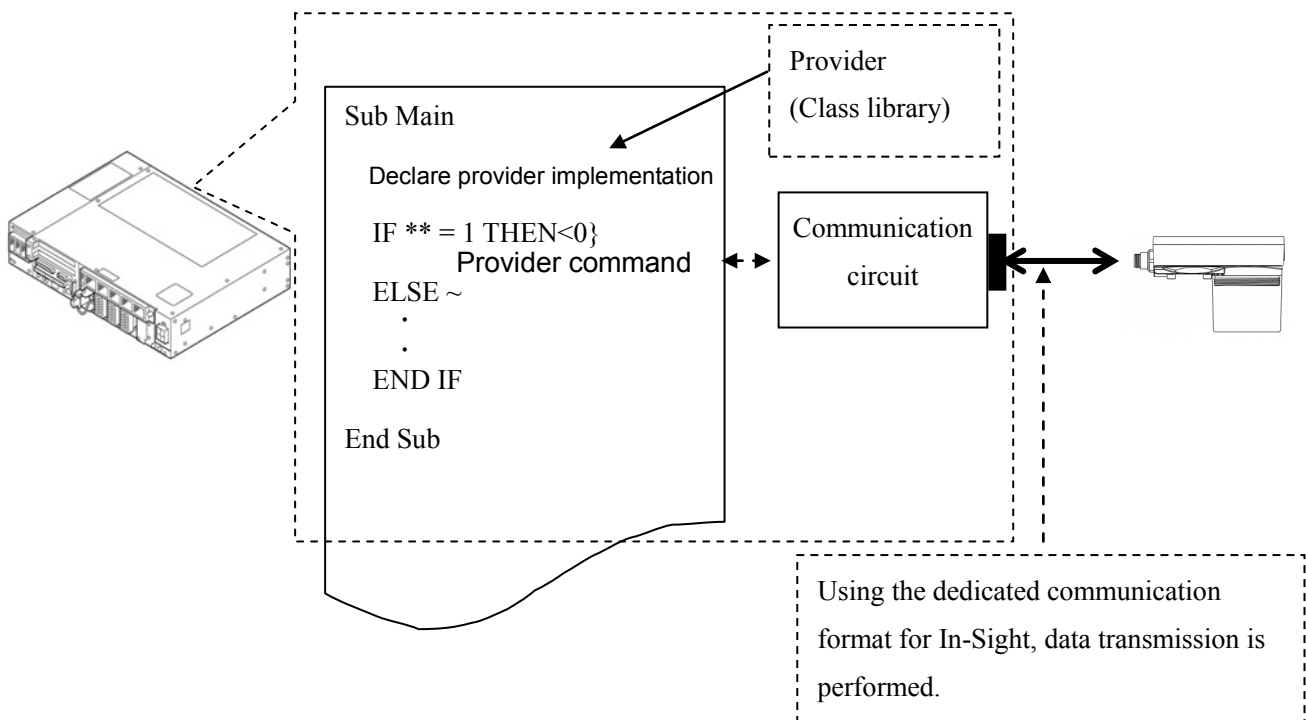 Provider
(Class library)
Sub Main
Declare provider implementation
IF ** = 1 THEN<0}
Provider command
ELSE ~
.
.
END IF
End Sub
Communication
circuit
Using the dedicated communication
format for In-Sight, data transmission is
performed.